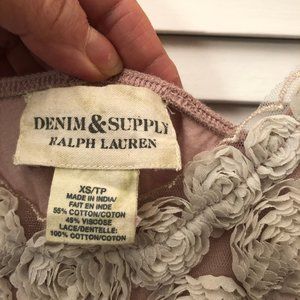 DENIM & SUPPLY
RALPH LAUREN
XS/TP
MADE IN INDIA/
FAIT EN INDE
55% COTTON/COTON
45% VISCOSE
LACE/DENTELLE:
100% COTTON/COTON